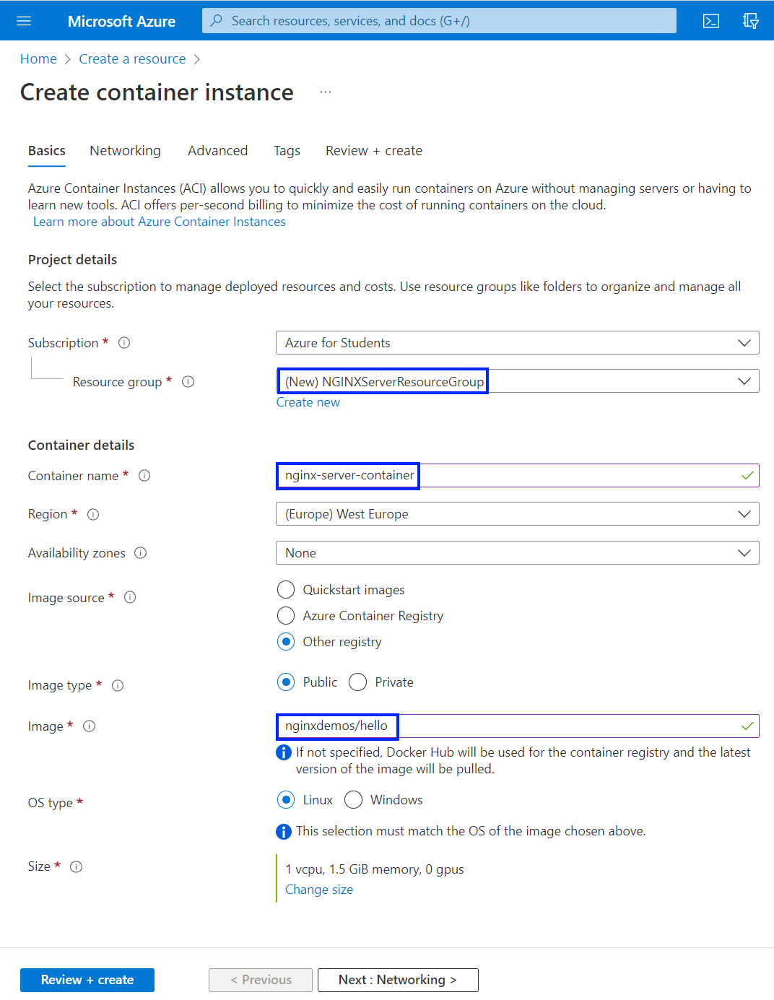 Microsoft Azure
Search resources, services, and docs (G+/)
Home > Create a resource >
Create container instance ...
Basics Networking Advanced Tags Review + create
Azure Container Instances (ACI) allows you to quickly and easily run containers on Azure without managing servers or having to
learn new tools. ACI offers per-second billing to minimize the cost of running containers on the cloud.
Learn more about Azure Container Instances
Project details
Select the subscription to manage deployed resources and costs. Use resource groups like folders to organize and manage all
your resources.
Subscription * Azure for Students
Resource group * (New) NGINXServerResourceGroup
Create new
Container details
Container name * nginx-server-container
Region * (Europe) West Europe
Availability zones None
Image source * Quickstart images
Azure Container Registry
Other registry
Image type * Public Private
Image * nginxdemos/hello
If not specified, Docker Hub will be used for the container registry and the latest
version of the image will be pulled.
OS type * Linux Windows
This selection must match the OS of the image chosen above.
Size * 1 vcpu, 1.5 GiB memory, 0 gpus
Change size
Review + create < Previous Next : Networking >